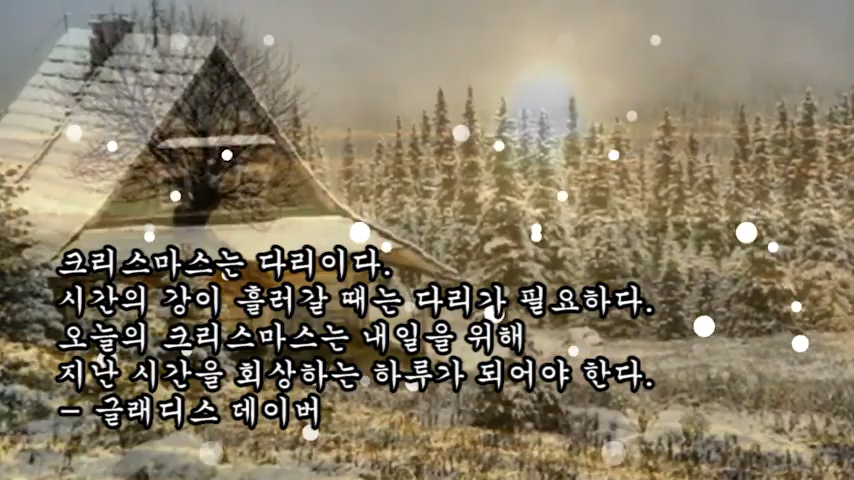 크리스마스는 다리이다.
시간의 강이 흘러갈 때는 다리가 필요하다.
오늘의 크리스마스는 내일을 위해
지난 시간을 회상하는 하루가 되어야 한다.
- 글래디스 데이버